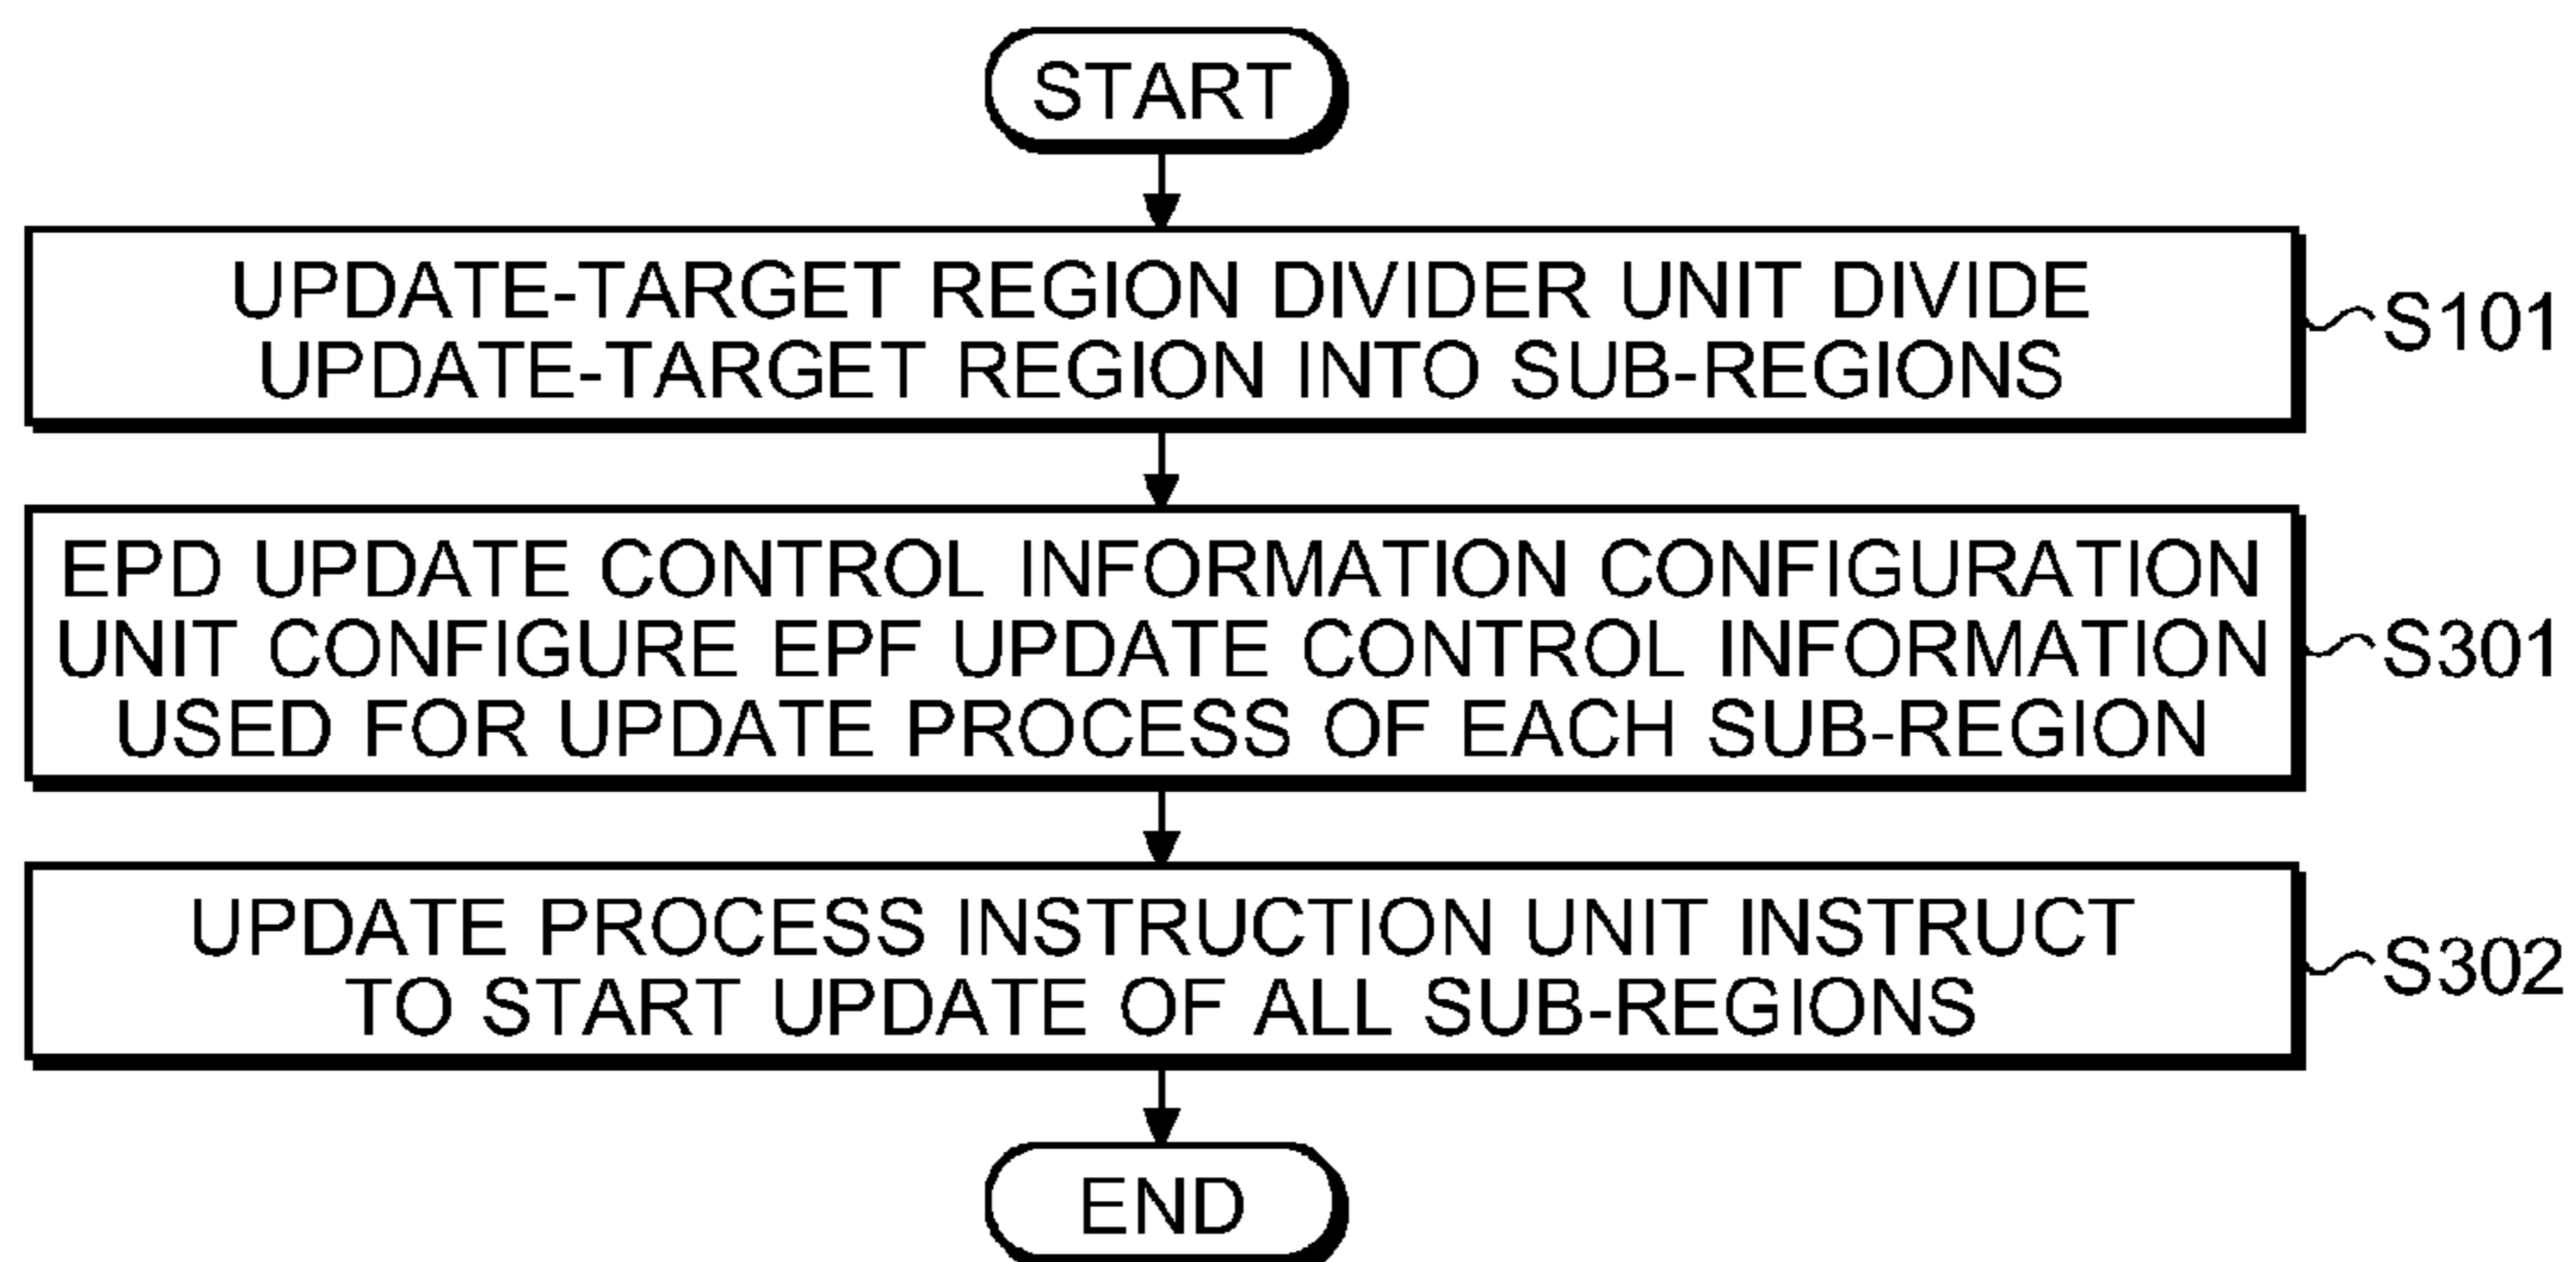 START
UPDATE-TARGET REGION DIVIDER UNIT DIVIDE
UPDATE-TARGET REGION INTO SUB-REGIONS
S101
EPD UPDATE CONTROL INFORMATION CONFIGURATION
UNIT CONFIGURE EPF UPDATE CONTROL INFORMATION
USED FOR UPDATE PROCESS OF EACH SUB-REGION
S301
UPDATE PROCESS INSTRUCTION UNIT INSTRUCT
TO START UPDATE OF ALL SUB-REGIONS
S302
END